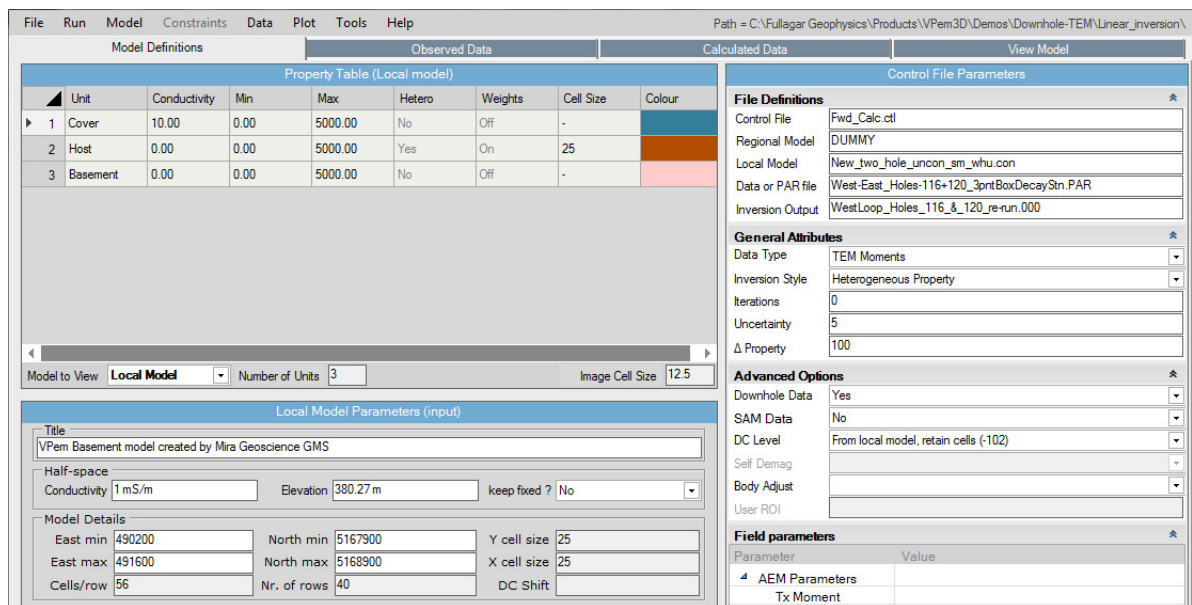 File Run Model Constraints Data Plot Tools Help Path = C:\Fullagar Geophysics\Products\VPem3D\Demos\Downhole-TEM\Linear_inversion\
Model Definitions Observed Data Calculated Data View Model
Property Table (Local model)
Unit Conductivity Min Max Hetero Weights Cell Size Colour
1 Cover 10.00 0.00 5000.00 No Off -
2 Host 0.00 0.00 5000.00 Yes On 25
3 Basement 0.00 0.00 5000.00 No Off -
Model to View Local Model Number of Units 3 Image Cell Size 12.5
Local Model Parameters (input)
Title
VPem Basement model created by Mira Geoscience GMS
Half-space
Conductivity 1 mS/m Elevation 380.27 m keep fixed ? No
Model Details
East min 490200 North min 5167900 Y cell size 25
East max 491600 North max 5168900 X cell size 25
Cells/row 56 Nr. of rows 40 DC Shift
Control File Parameters
File Definitions
Control File Fwd_Calc.ctl
Regional Model DUMMY
Local Model New_two_hole_uncon_sm_whu.con
Data or PAR file West-East_Holes-116+120_3pntBoxDecayStn.PAR
Inversion Output WestLoop_Holes_116_&_120_re-run.000
General Attributes
Data Type TEM Moments
Inversion Style Heterogeneous Property
Iterations 0
Uncertainty 5
Δ Property 100
Advanced Options
Downhole Data Yes
SAM Data No
DC Level From local model, retain cells (-102)
Self Demag
Body Adjust
User ROI
Field parameters
Parameter Value
AEM Parameters
Tx Moment